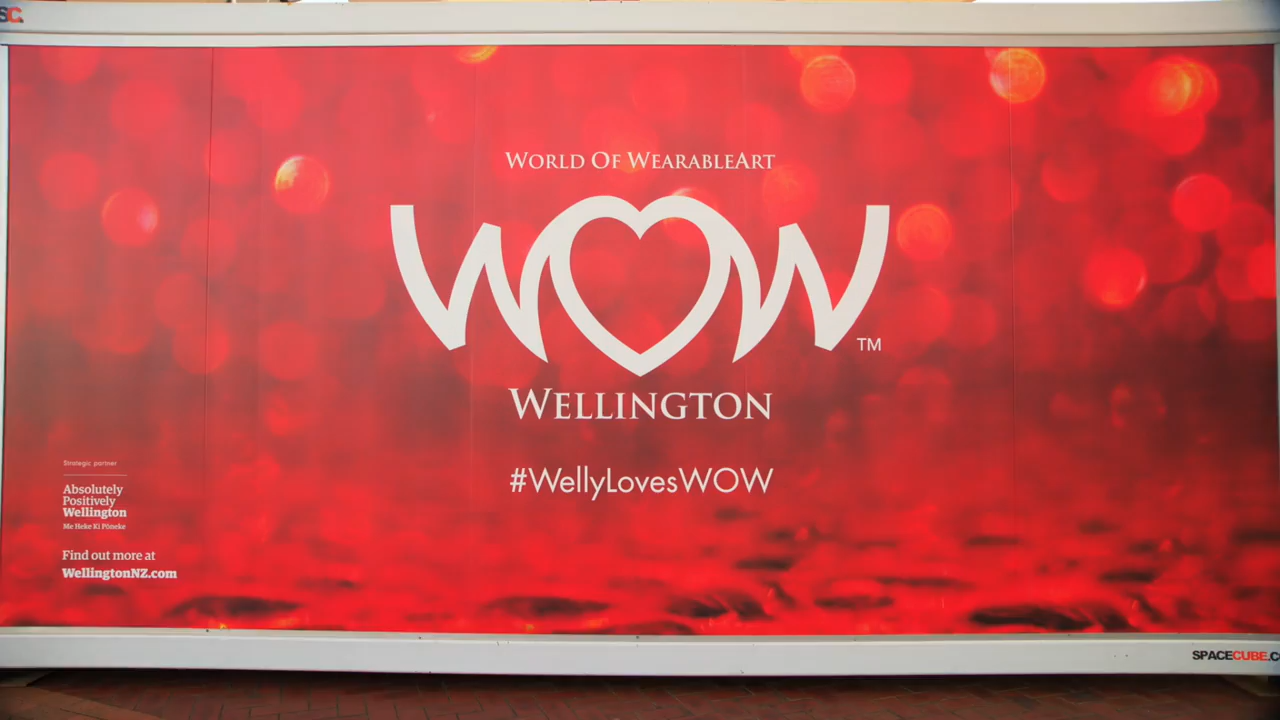 SC
WORLD OF WEARABLEART
WOW
TM
WELLINGTON
#WellyLovesWOW
Strategic partner
Absolutely
Positively
Wellington
Me Heke Ki Pōneke
Find out more at
WellingtonNZ.com
SPACECUBE.C